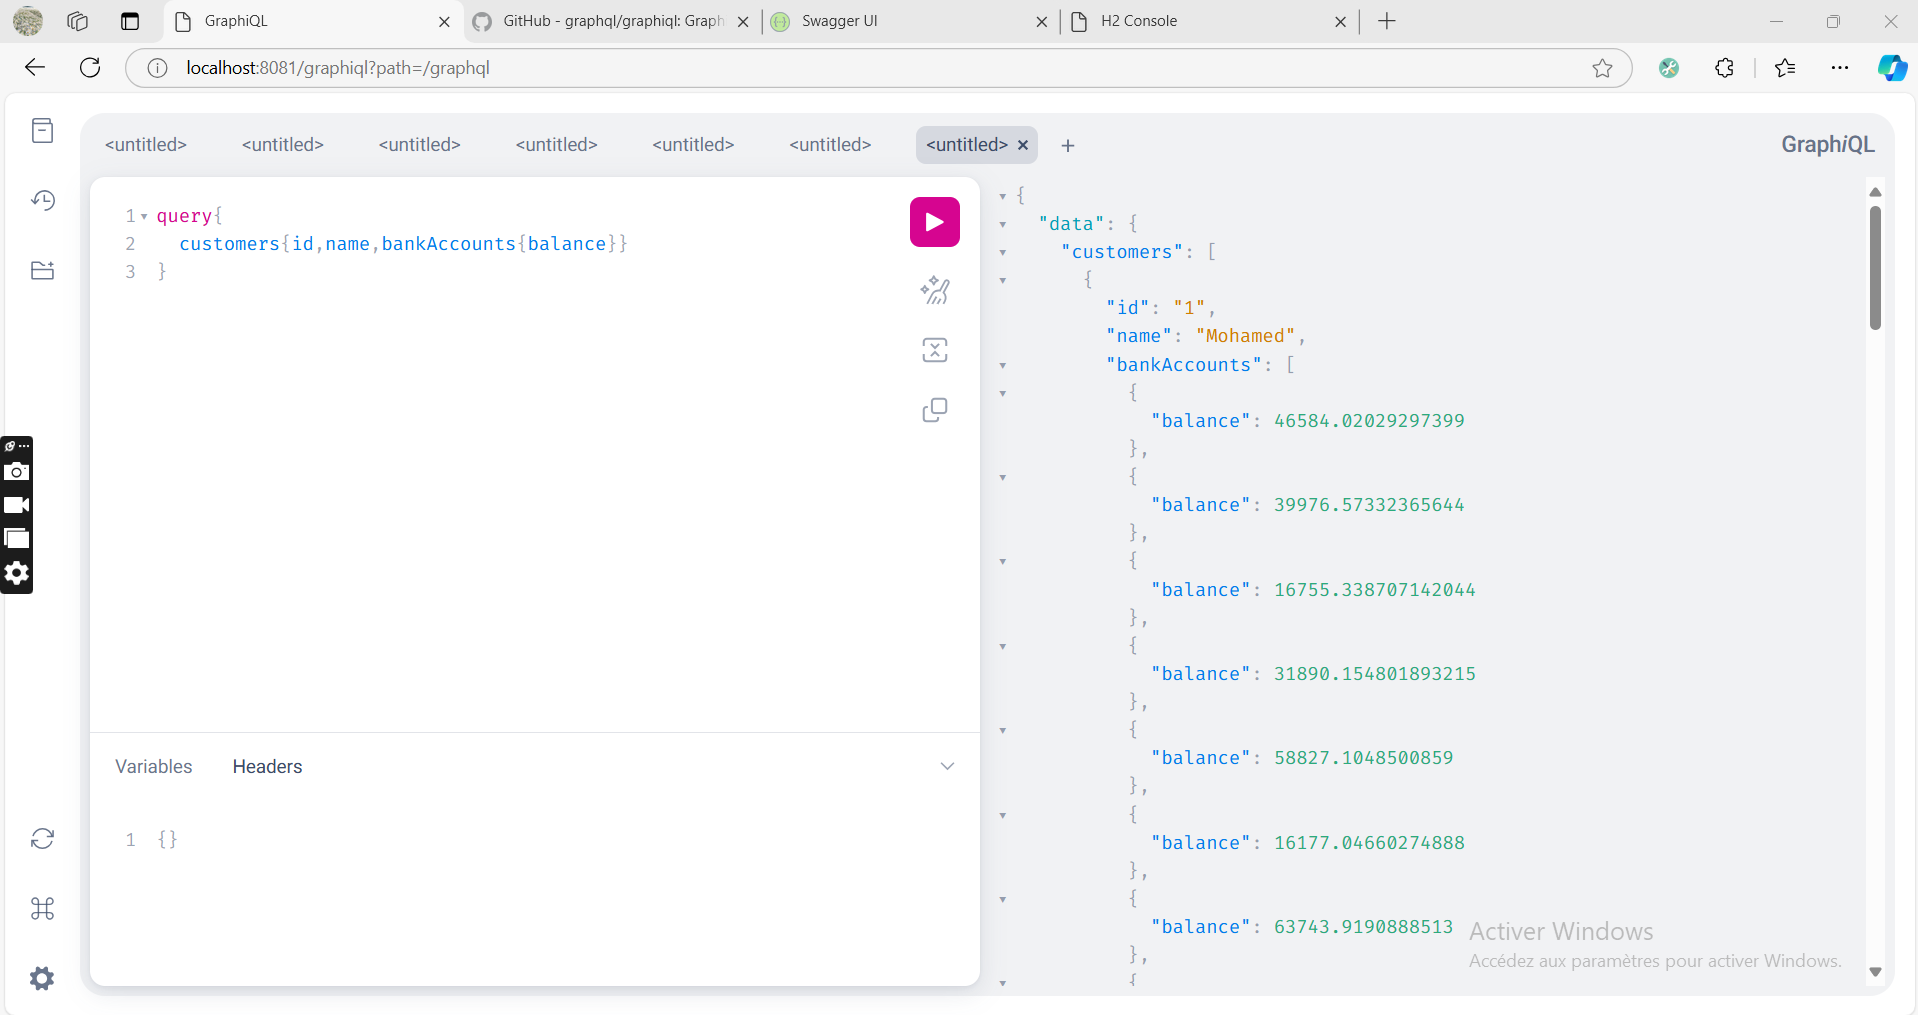 GraphiQL
GitHub - graphql/graphiql: Graph
Swagger UI
H2 Console
localhost:8081/graphiql?path=/graphql
<untitled> <untitled> <untitled> <untitled> <untitled> <untitled> <untitled>
GraphiQL
1 query{
2 customers{id,name,bankAccounts{balance}}
3 }
Variables Headers
1 {}
{
"data": {
"customers": [
{
"id": "1",
"name": "Mohamed",
"bankAccounts": [
{
"balance": 46584.02029297399
},
{
"balance": 39976.57332365644
},
{
"balance": 16755.338707142044
},
{
"balance": 31890.154801893215
},
{
"balance": 58827.1048500859
},
{
"balance": 16177.04660274888
},
{
"balance": 63743.9190888513
},
{
Activer Windows
Accédez aux paramètres pour activer Windows.